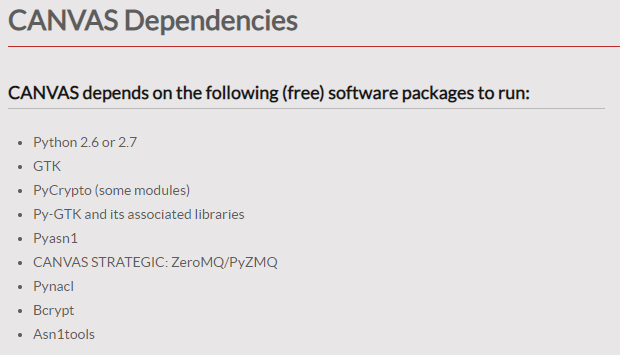 CANVAS Dependencies
CANVAS depends on the following (free) software packages to run:
Python 2.6 or 2.7
GTK
PyCrypto (some modules)
Py-GTK and its associated libraries
Pyasn1
CANVAS STRATEGIC: ZeroMQ/PyZMQ
Pynacl
Bcrypt
Asn1tools